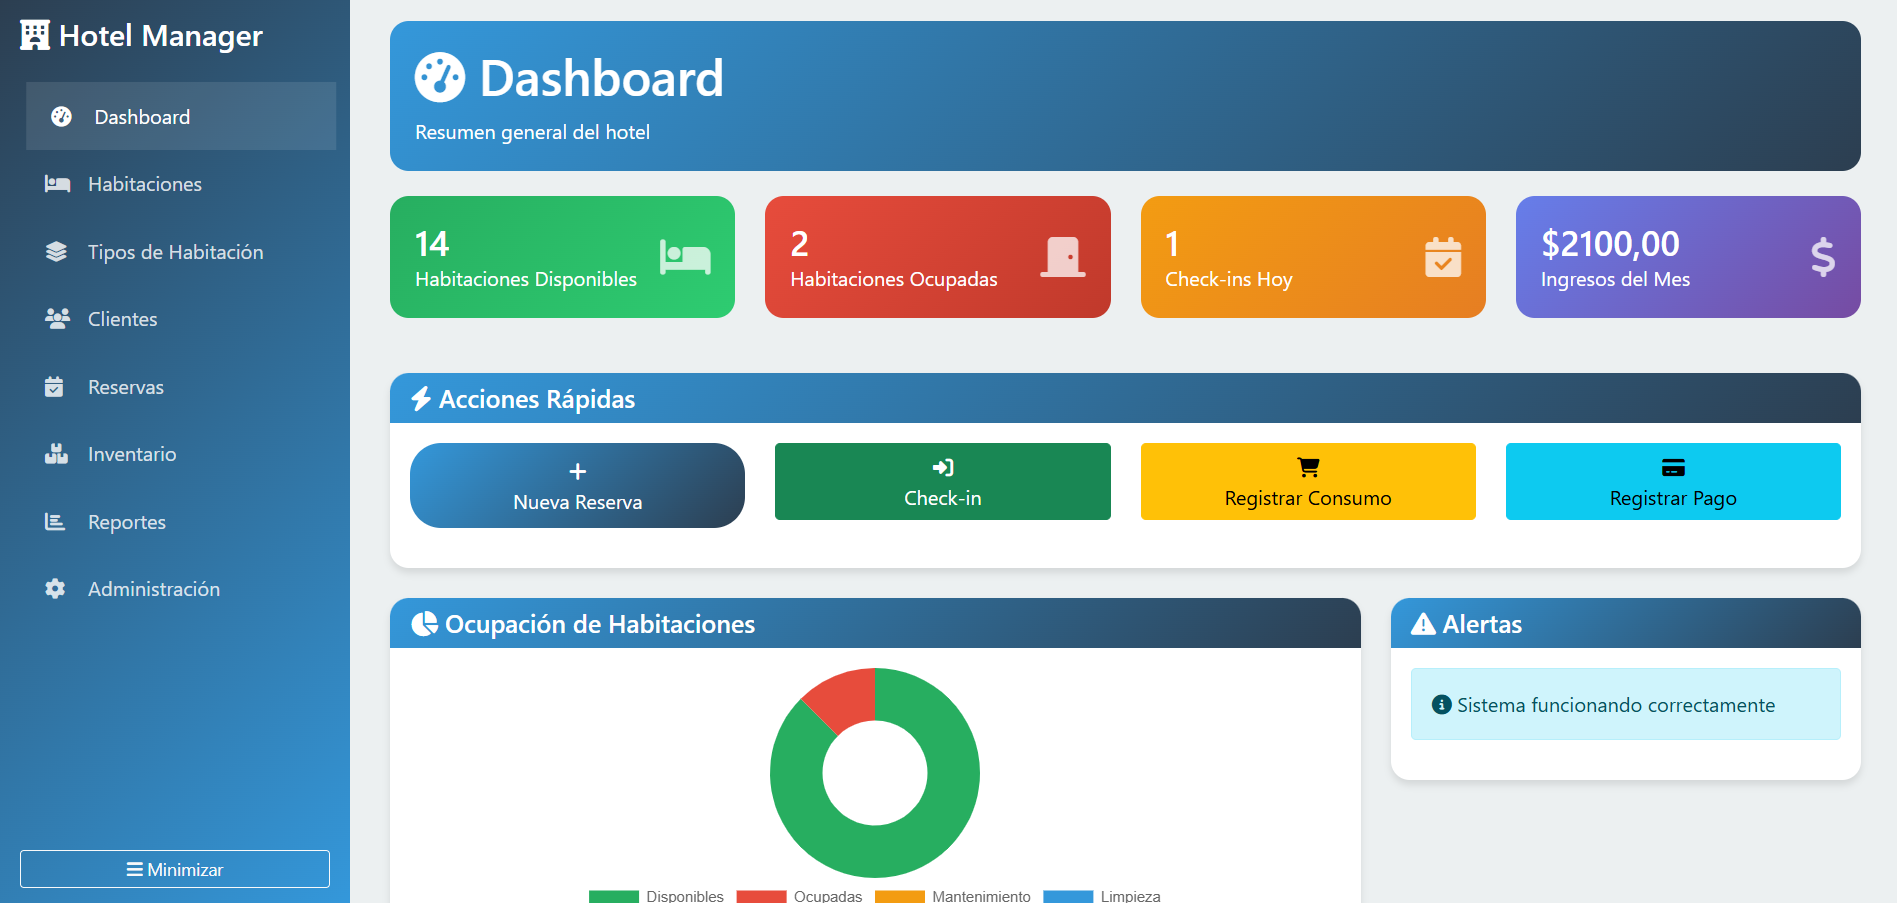 Hotel Manager
Dashboard
Habitaciones
Tipos de Habitación
Clientes
Reservas
Inventario
Reportes
Administración
Minimizar
Dashboard
Resumen general del hotel
14
Habitaciones Disponibles
2
Habitaciones Ocupadas
1
Check-ins Hoy
$2100,00
Ingresos del Mes
Acciones Rápidas
Nueva Reserva
Check-in
Registrar Consumo
Registrar Pago
Ocupación de Habitaciones
Disponibles Ocupadas Mantenimiento Limpieza
Alertas
Sistema funcionando correctamente